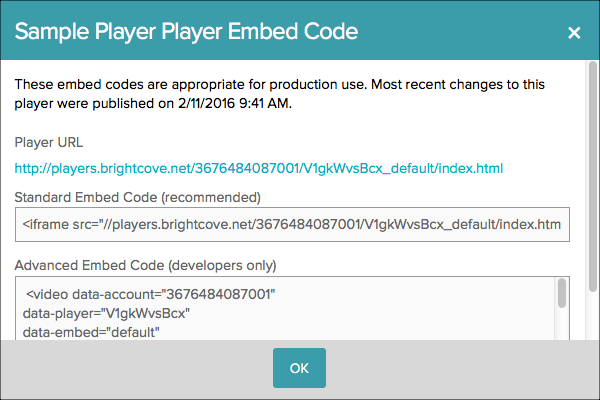 Sample Player Player Embed Code
×
These embed codes are appropriate for production use. Most recent changes to this
player were published on 2/11/2016 9:41 AM.
Player URL
http://players.brightcove.net/3676484087001/V1gkWvsBcx_default/index.html
Standard Embed Code (recommended)
<iframe src="//players.brightcove.net/3676484087001/V1gkWvsBcx_default/index.htm
Advanced Embed Code (developers only)
<video data-account="3676484087001"
data-player="V1gkWvsBcx"
data-embed="default"
OK